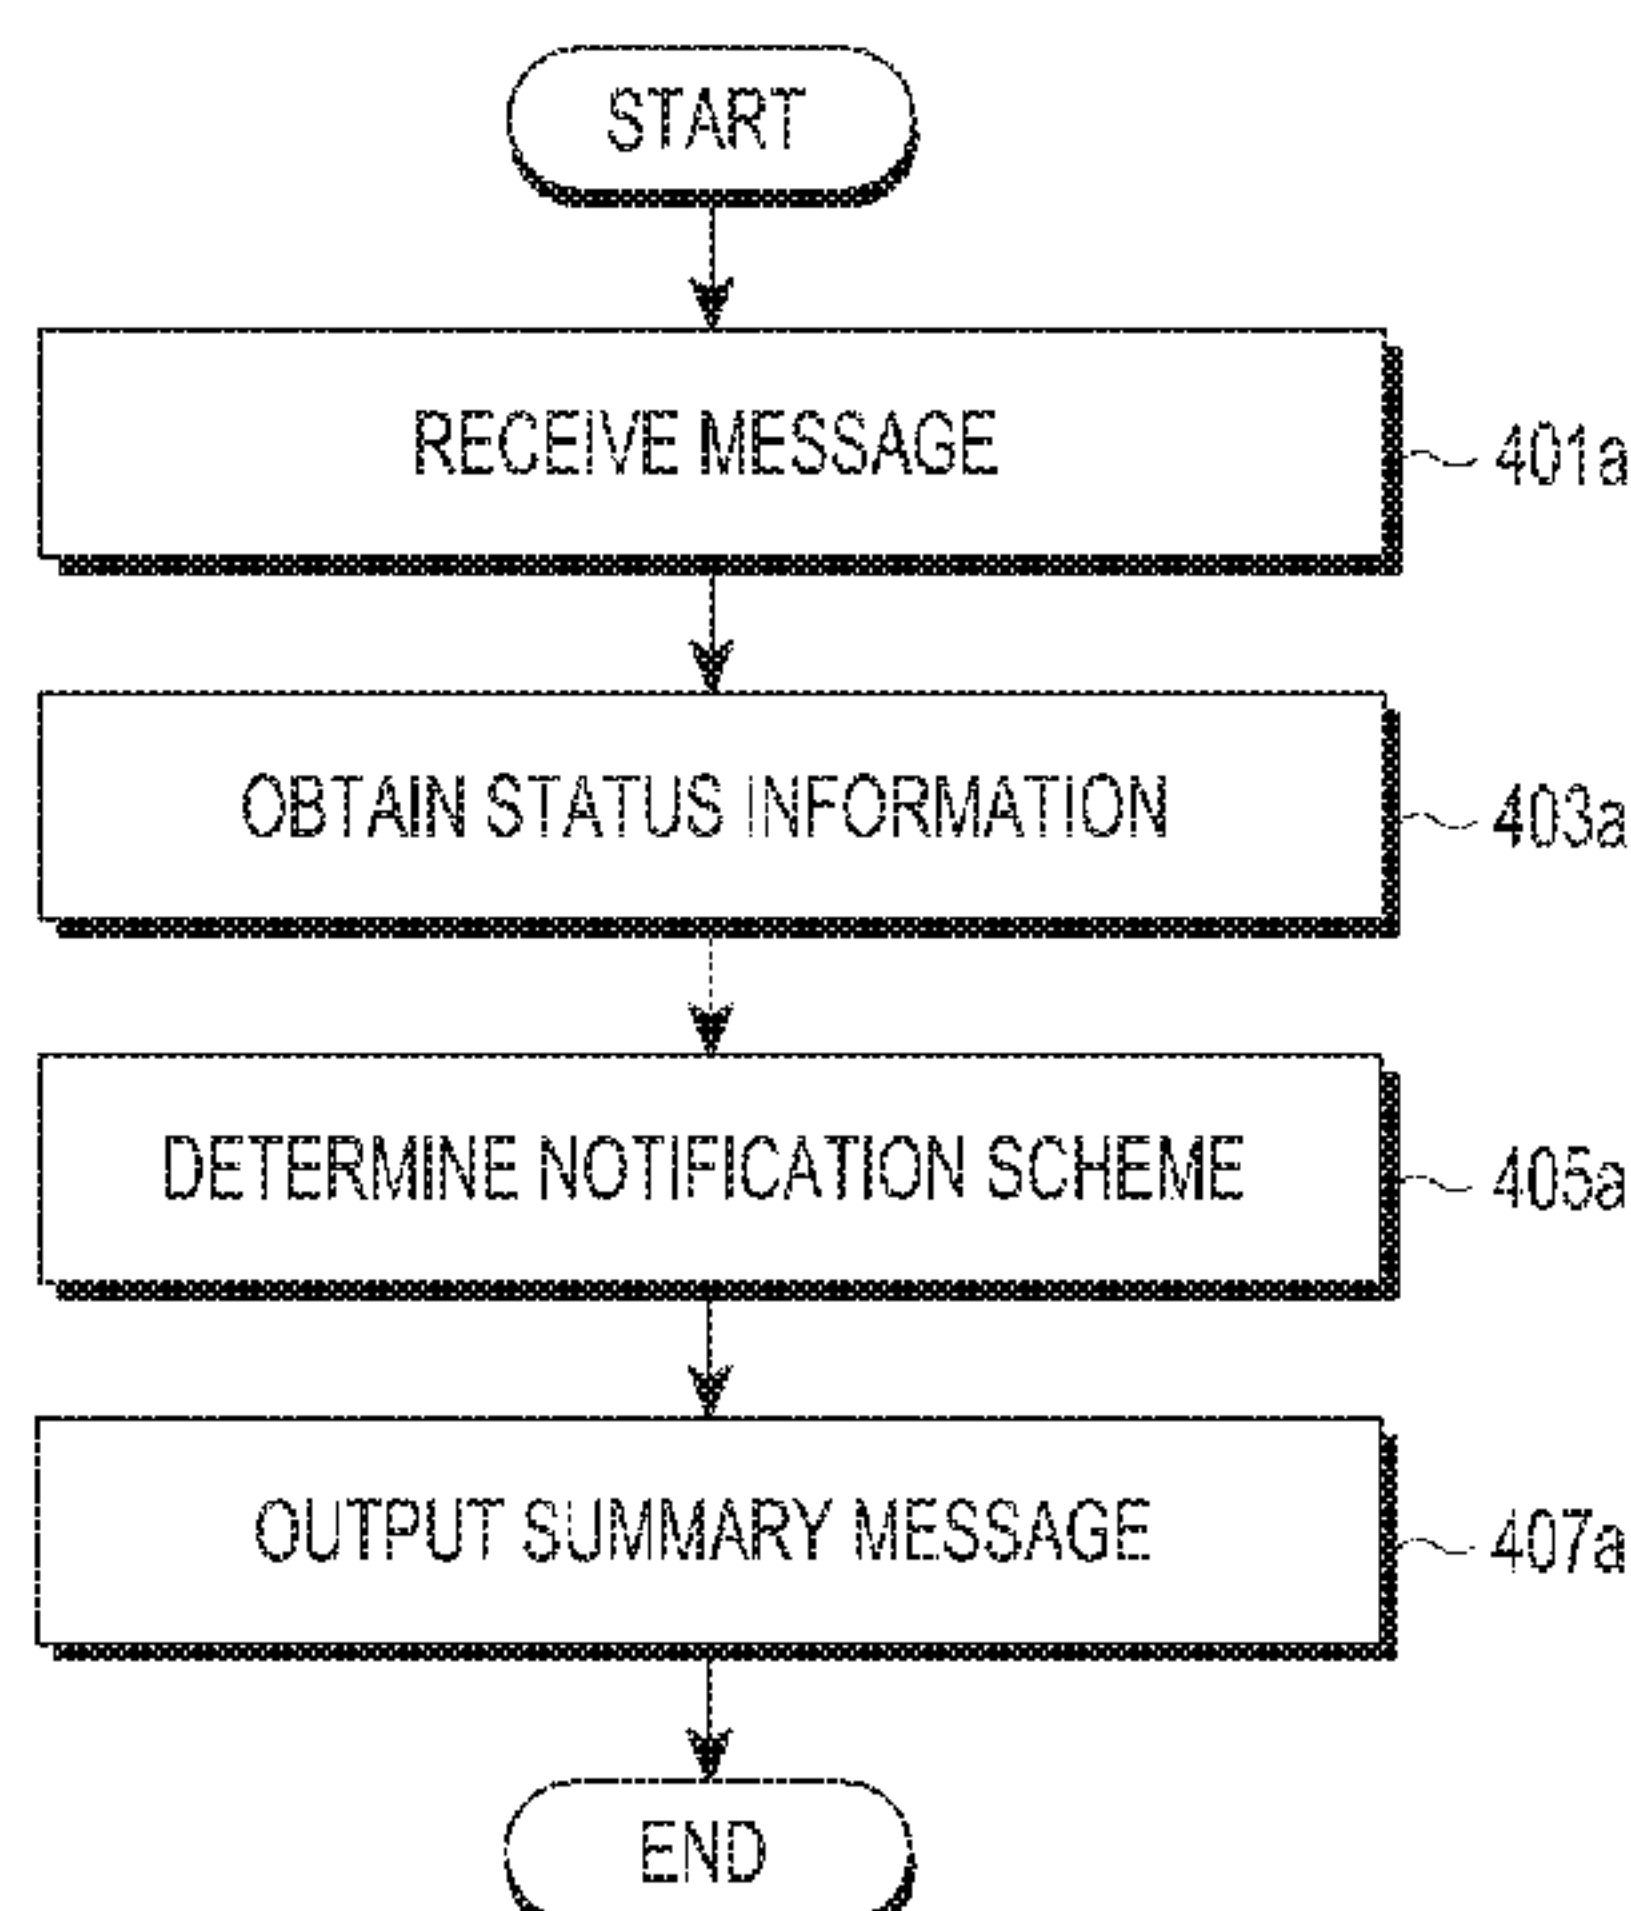 START
RECEIVE MESSAGE
401a
OBTAIN STATUS INFORMATION
403a
DETERMINE NOTIFICATION SCHEME
405a
OUTPUT SUMMARY MESSAGE
407a
END